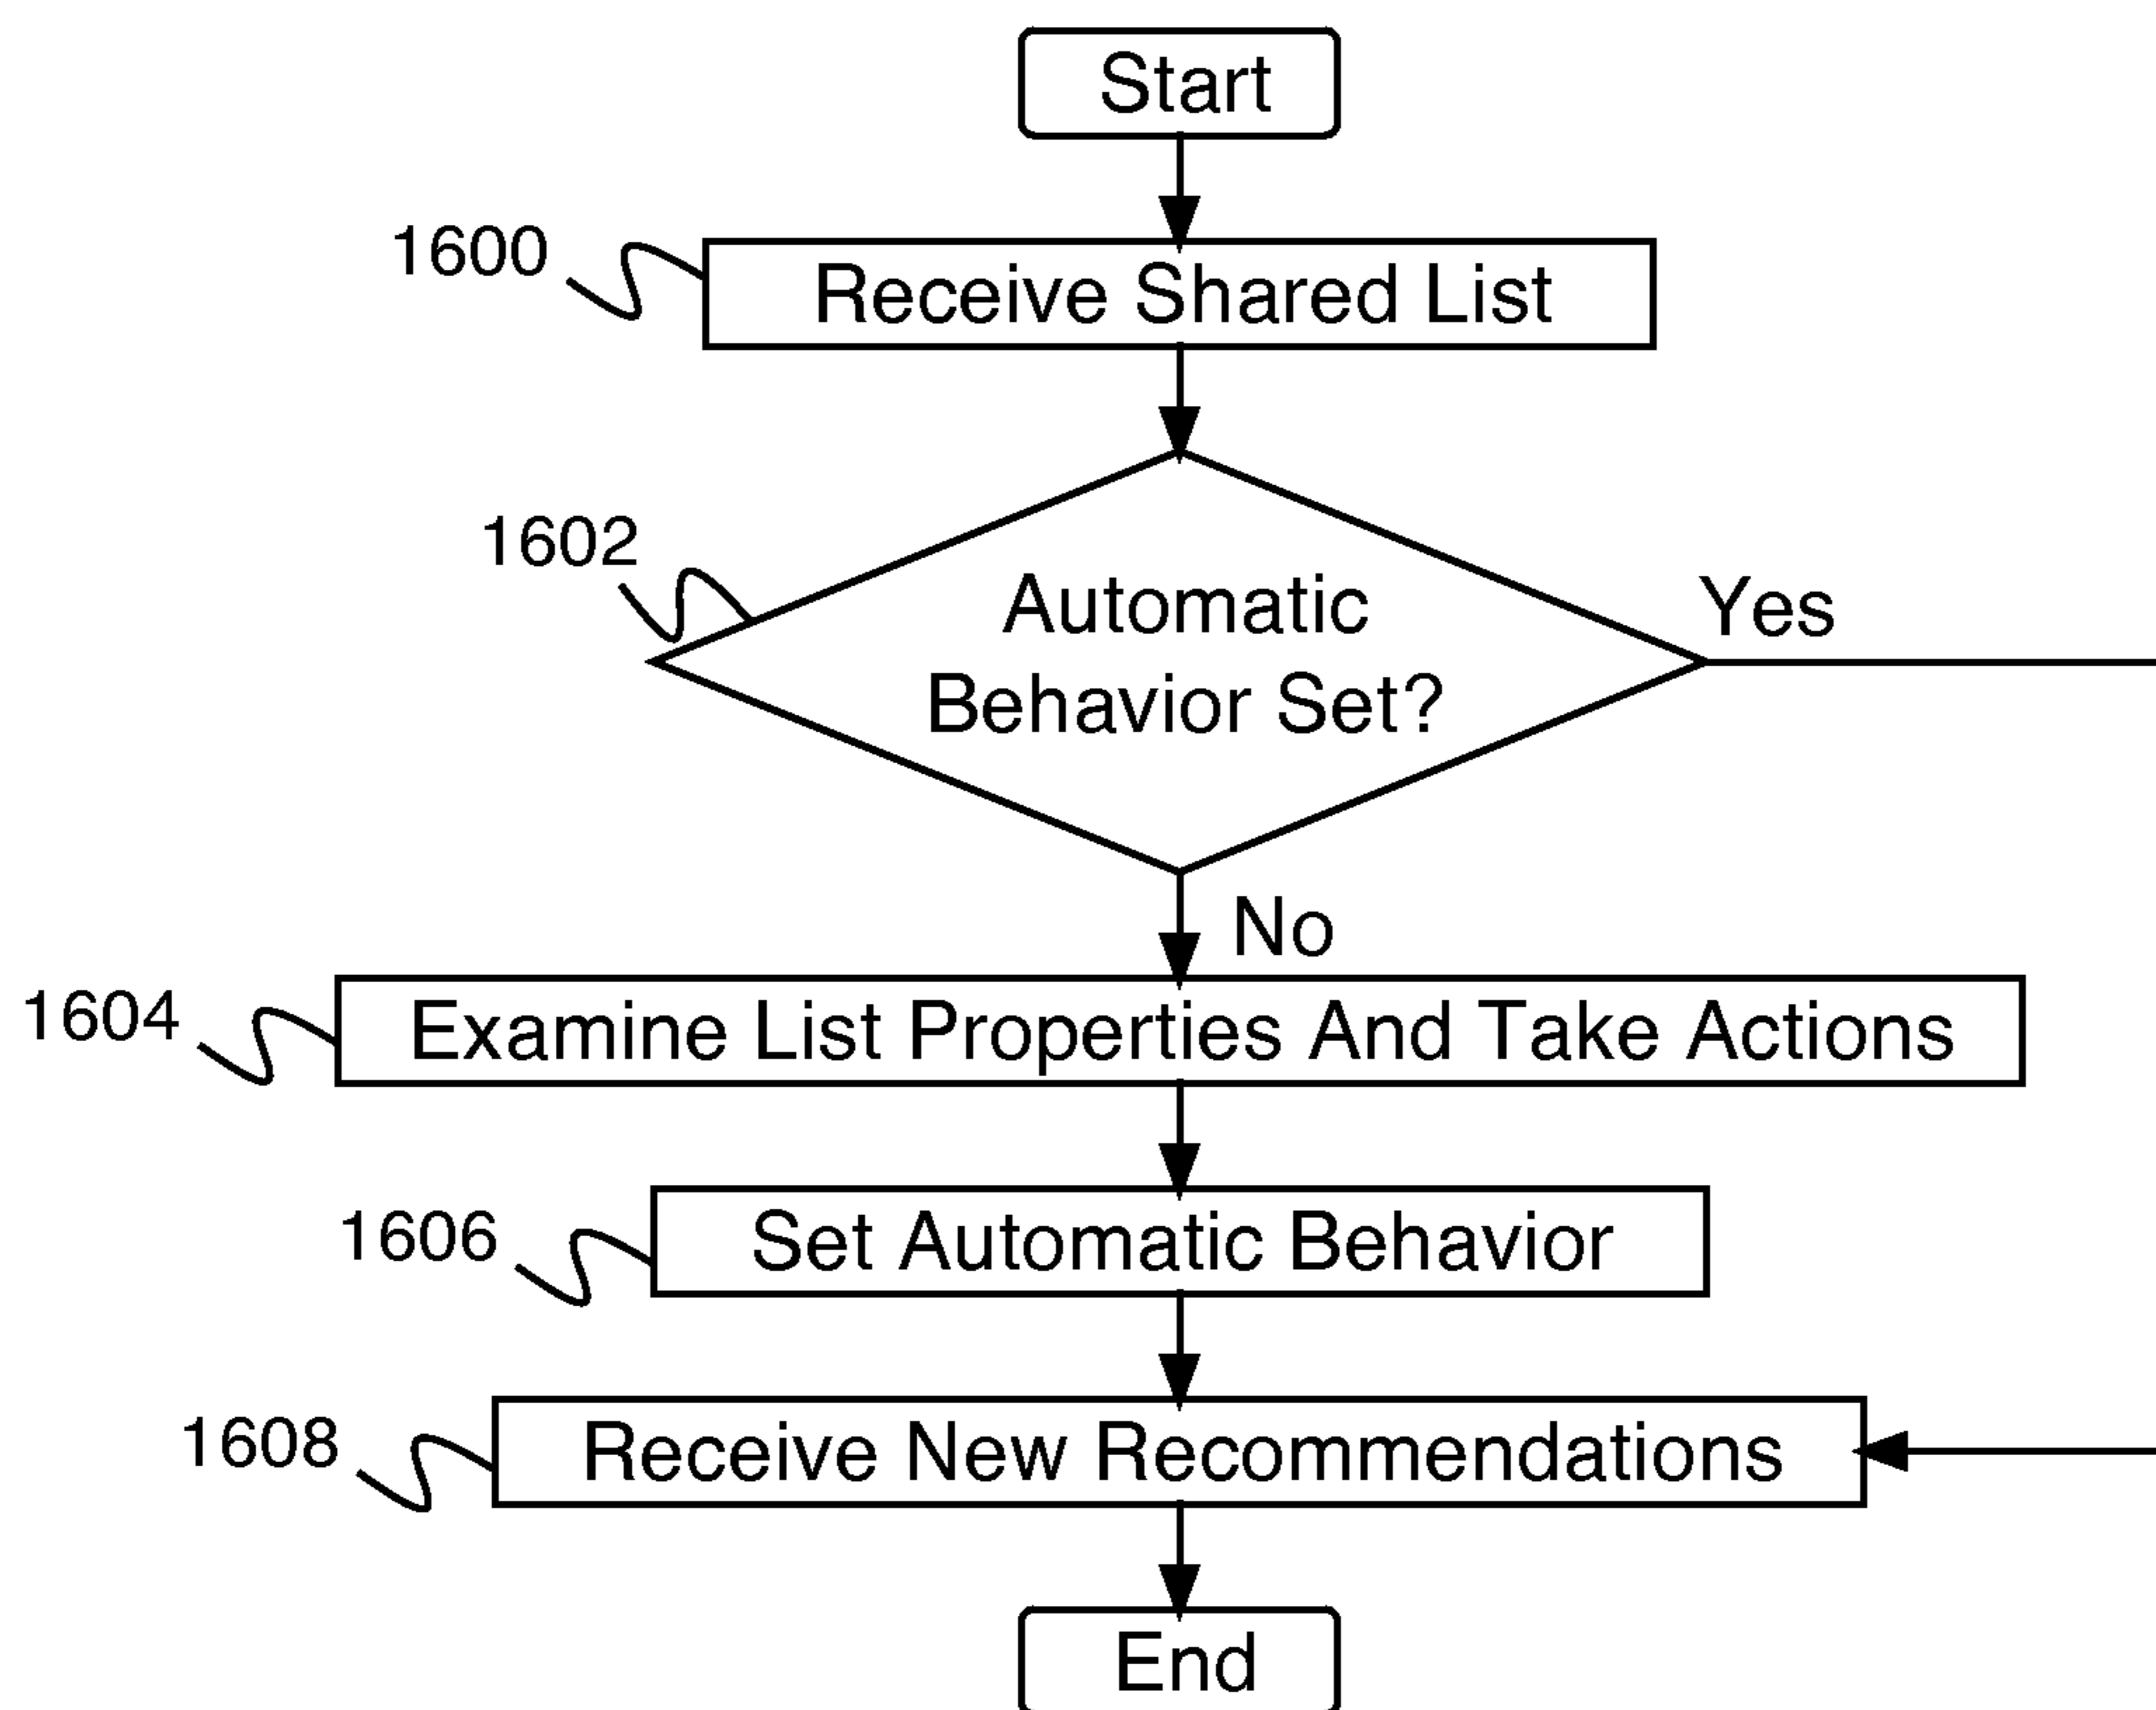 Start
1600
Receive Shared List
1602
Automatic
Behavior Set?
Yes
No
1604
Examine List Properties And Take Actions
1606
Set Automatic Behavior
1608
Receive New Recommendations
End